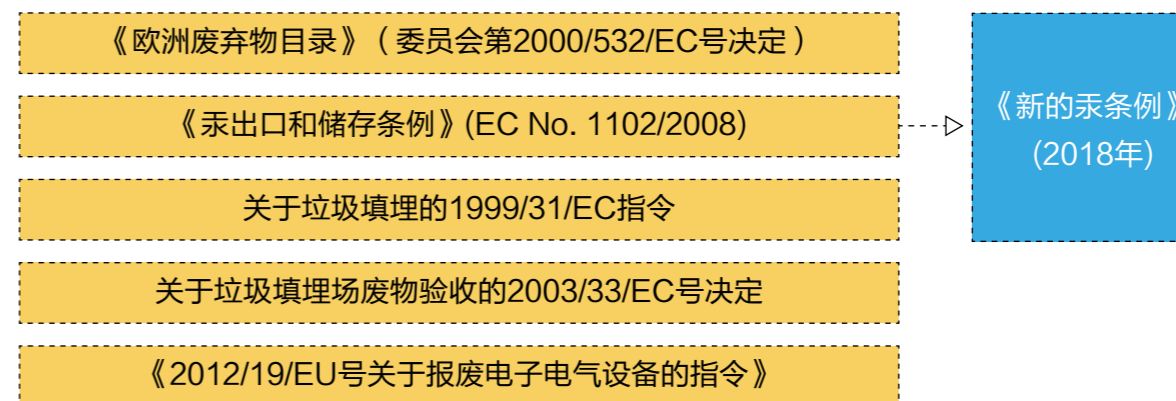 《欧洲废弃物目录》（委员会第2000/532/EC号决定）
《汞出口和储存条例》(EC No. 1102/2008)
《新的汞条例》
(2018年)
关于垃圾填埋的1999/31/EC指令
关于垃圾填埋场废物验收的2003/33/EC号决定
《2012/19/EU号关于报废电子电气设备的指令》